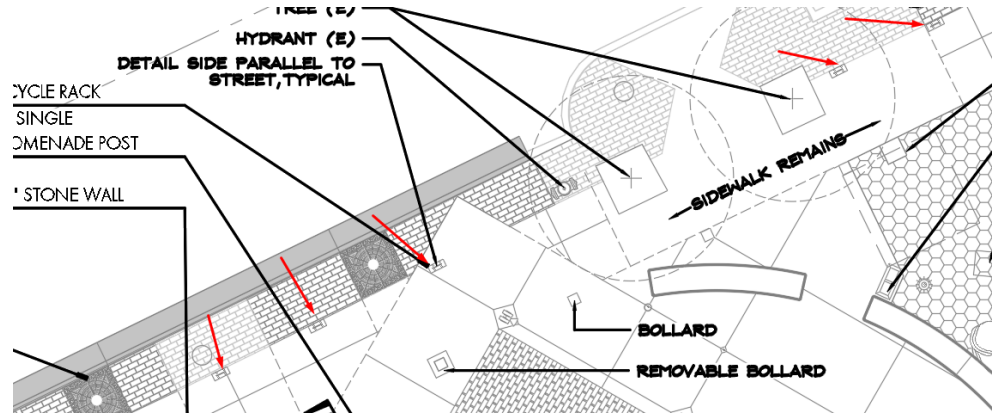 TREE (E)
HYDRANT (E)
DETAIL SIDE PARALLEL TO
STREET, TYPICAL
CYCLE RACK
SINGLE
OMENADE POST
STONE WALL
SIDEWALK REMAINS
BOLLARD
REMOVABLE BOLLARD